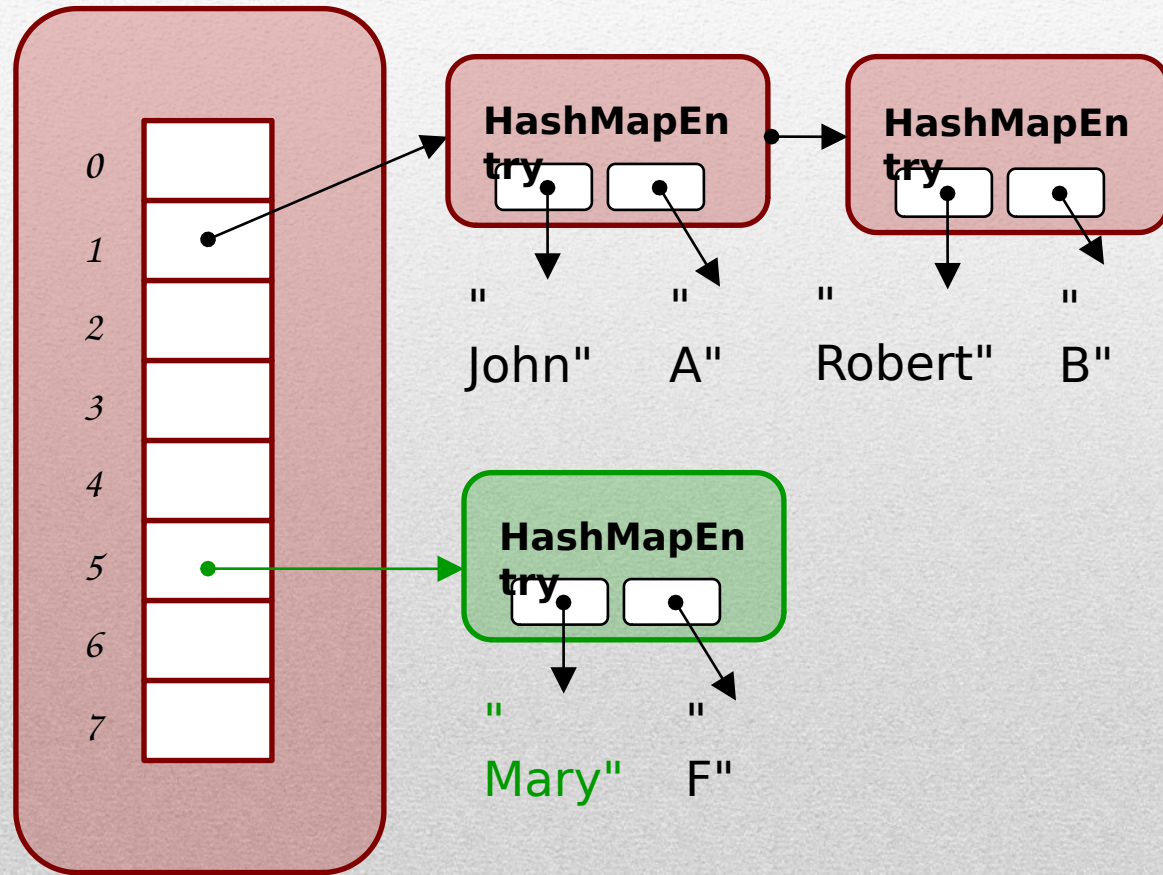 0
1
2
3
4
5
6
7
HashMapEn
try
"
John"
"
A"
HashMapEn
try
"
Robert"
"
B"
HashMapEn
try
"
Mary"
"
F"